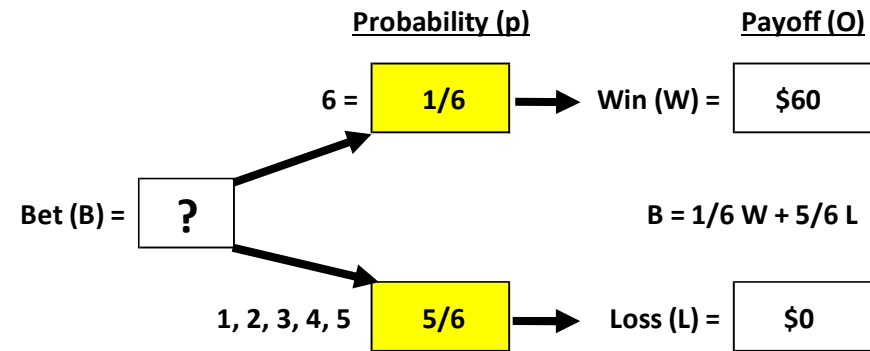 Probability (p) Payoff (O)
6 = 1/6 Win (W) = $60
Bet (B) = ? B = 1/6 W + 5/6 L
1, 2, 3, 4, 5 5/6 Loss (L) = $0